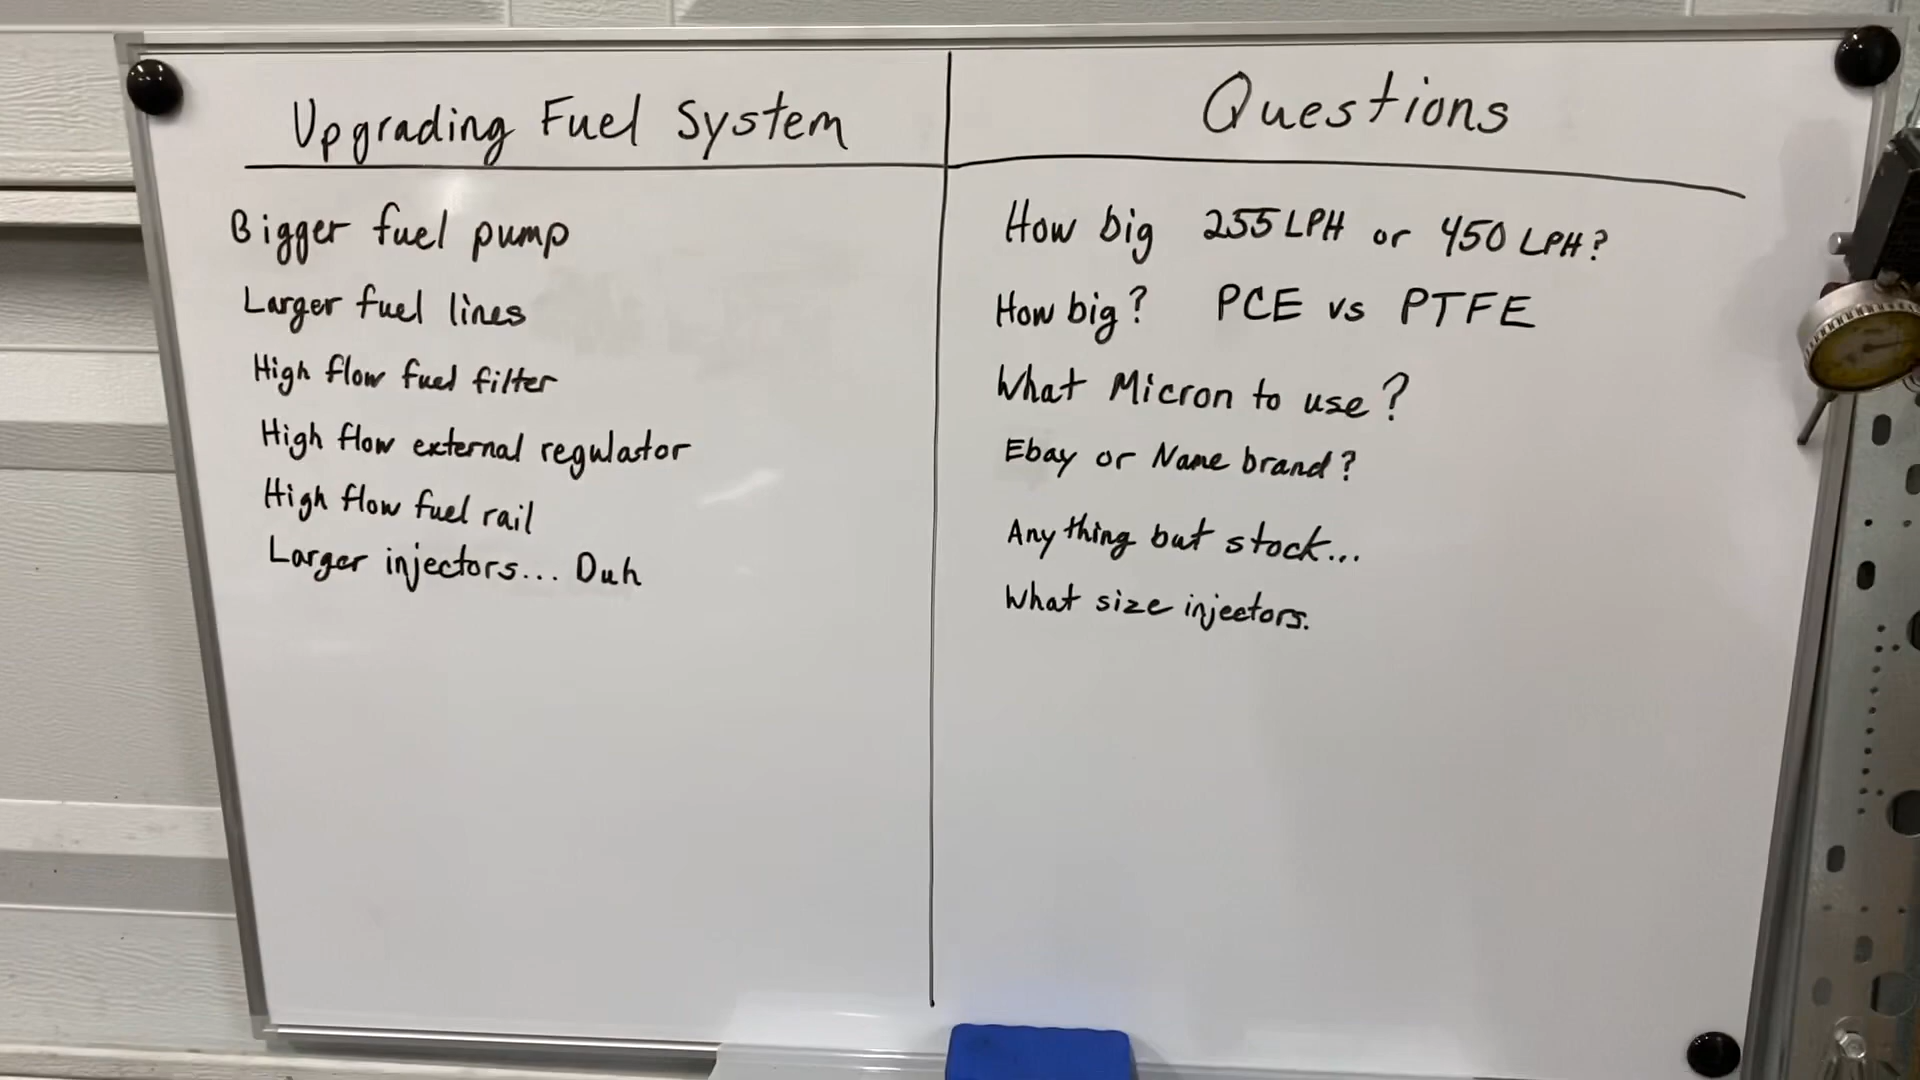 Upgrading Fuel System
Bigger fuel pump
Larger fuel lines
High flow fuel filter
High flow external regulator
High flow fuel rail
Larger injectors... Duh
Questions
How big 255 LPH or 450 LPH?
How big? PCE vs PTFE
What Micron to use?
Ebay or Name brand?
Anything but stock...
What size injectors.